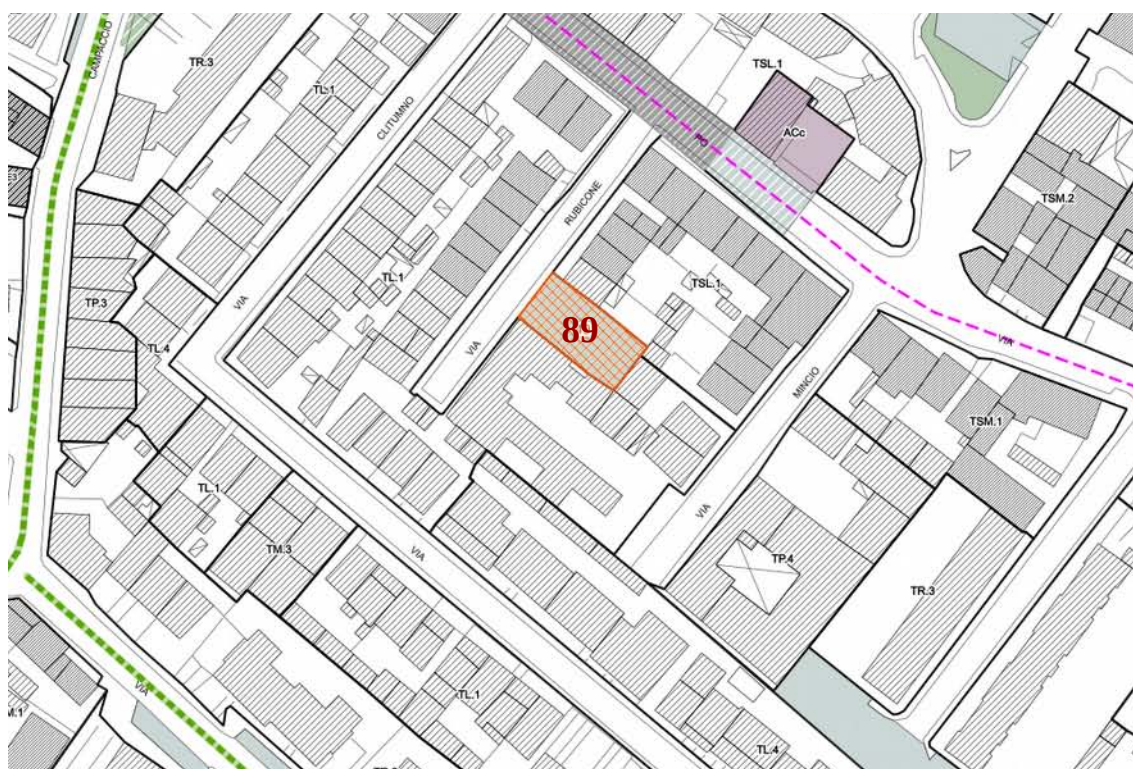 CAMPACCIO
TR.3
TL.1
CLITUMNO
TSL.1
ACc
PO
TSM.2
RUBICONE
TL.1
TSL.1
VIA
TP.3
TL.4
89
VIA
VIA
MINCIO
TSM.1
TL.1
TM.3
VIA
VIA
TP.4
TR.3
VIA
TL.1
TL.4